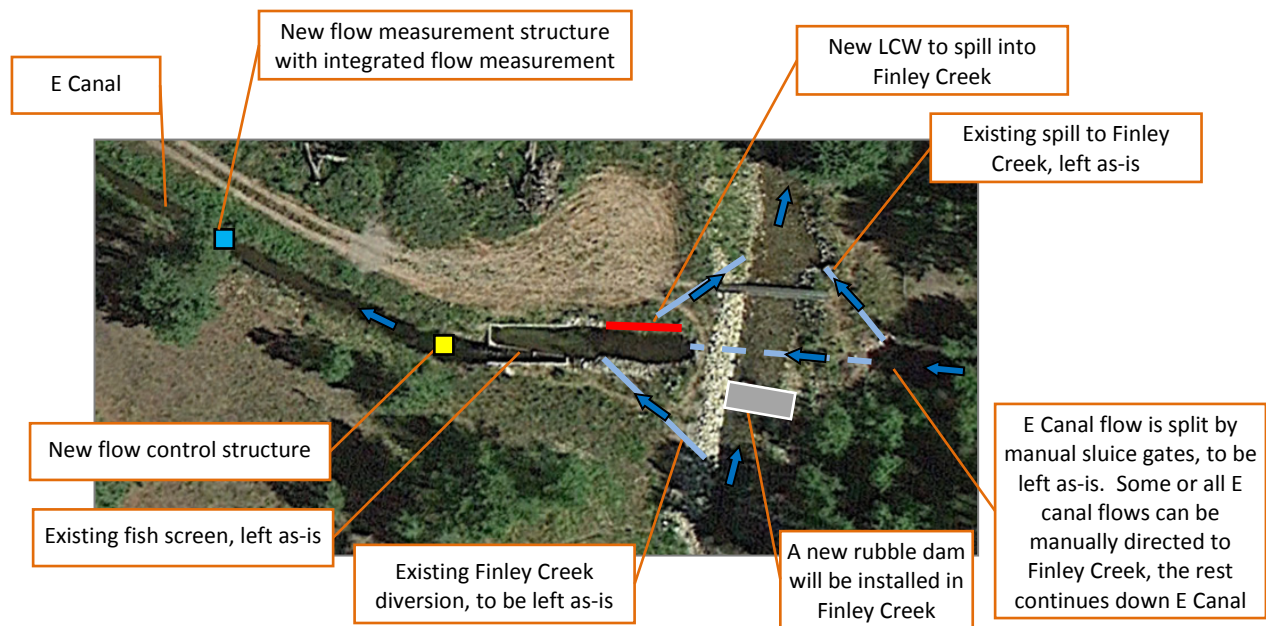 New flow measurement structure
with integrated flow measurement
New LCW to spill into
Finley Creek
E Canal
Existing spill to Finley
Creek, left as-is
New flow control structure
Existing fish screen, left as-is
Existing Finley Creek
diversion, to be left as-is
A new rubble dam
will be installed in
Finley Creek
E Canal flow is split by
manual sluice gates, to be
left as-is.  Some or all E
canal flows can be
manually directed to
Finley Creek, the rest
continues down E Canal